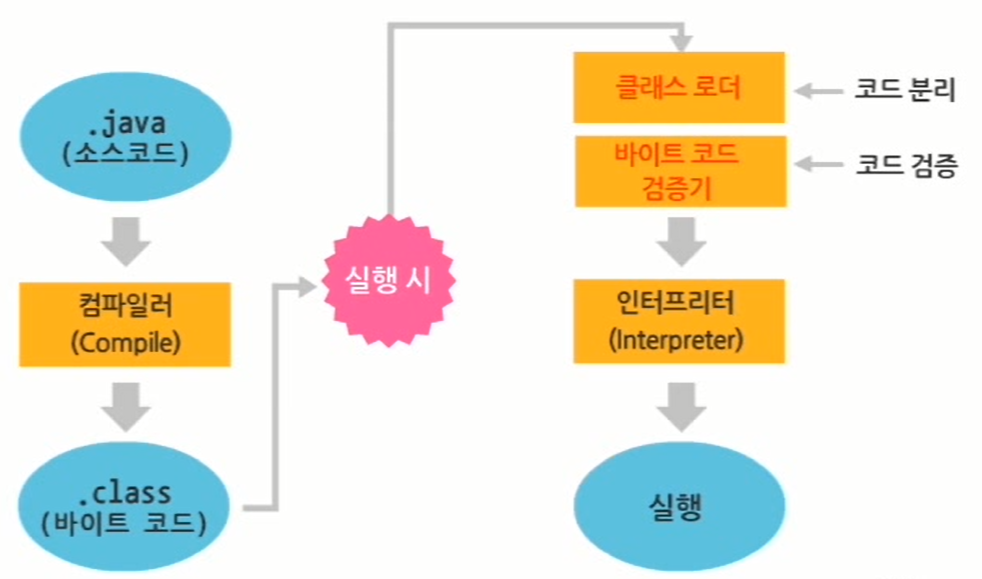 .java
(소스코드)
컴파일러
(Compile)
.class
(바이트 코드)
실행 시
클래스 로더
코드 분리
바이트 코드
검증기
코드 검증
인터프리터
(Interpreter)
실행